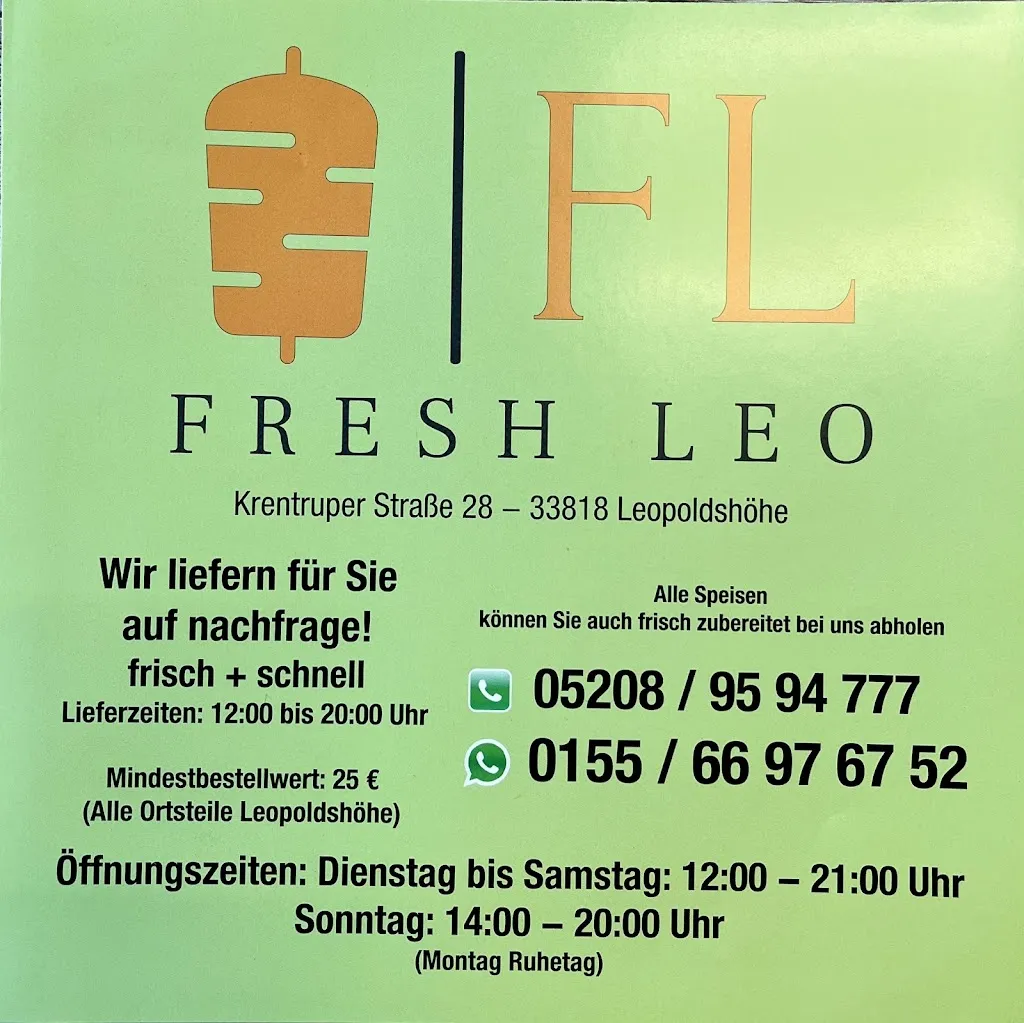 FL
FRESH LEO
Krentruper Straße 28 – 33818 Leopoldshöhe
Wir liefern für Sie
auf nachfrage!
frisch + schnell
Lieferzeiten: 12:00 bis 20:00 Uhr
Mindestbestellwert: 25 €
(Alle Ortsteile Leopoldshöhe)
Alle Speisen
können Sie auch frisch zubereitet bei uns abholen
05208 / 95 94 777
0155 / 66 97 67 52
Öffnungszeiten: Dienstag bis Samstag: 12:00 – 21:00 Uhr
Sonntag: 14:00 – 20:00 Uhr
(Montag Ruhetag)